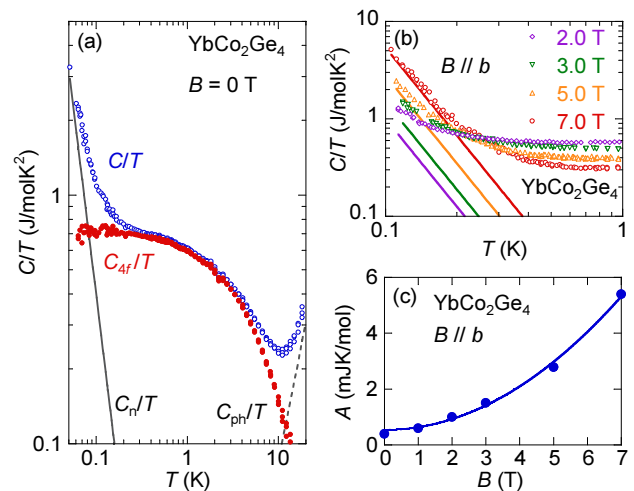 (a)
YbCo2Ge4
B = 0 T
C/T
C4f/T
Cn/T
Cph/T
C/T (J/molK2)
1
0.1
0.1
1
10
T (K)
(b)
B // b
2.0 T
3.0 T
5.0 T
7.0 T
YbCo2Ge4
C/T (J/molK2)
5
1
0.1
0.1
1
T (K)
(c)
YbCo2Ge4
B // b
A (mJK/mol)
6
4
2
0
0 1 2 3 4 5 6 7
B (T)